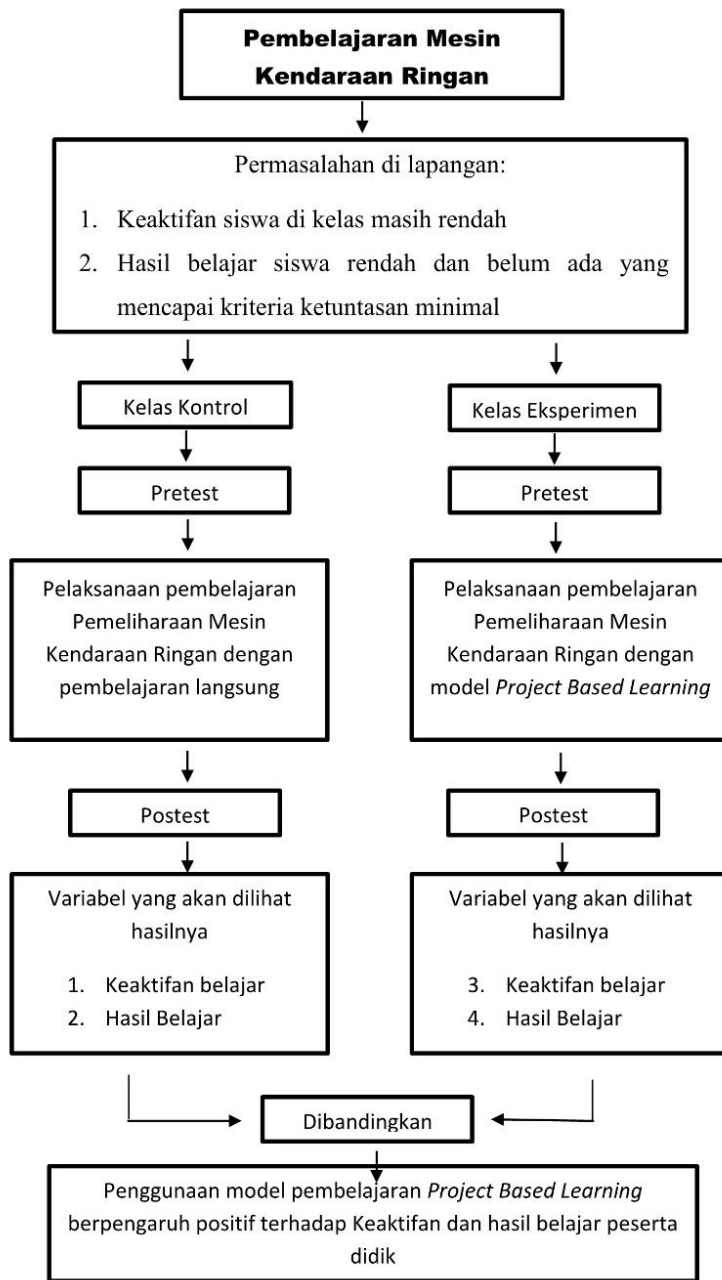 Pembelajaran Mesin
Kendaraan Ringan
Permasalahan di lapangan:
1. Keaktifan siswa di kelas masih rendah
2. Hasil belajar siswa rendah dan belum ada yang
mencapai kriteria ketuntasan minimal
Kelas Kontrol
Kelas Eksperimen
Pretest
Pretest
Pelaksanaan pembelajaran
Pemeliharaan Mesin
Kendaraan Ringan dengan
pembelajaran langsung
Pelaksanaan pembelajaran
Pemeliharaan Mesin
Kendaraan Ringan dengan
model Project Based Learning
Postest
Postest
Variabel yang akan dilihat
hasilnya
1. Keaktifan belajar
2. Hasil Belajar
Variabel yang akan dilihat
hasilnya
3. Keaktifan belajar
4. Hasil Belajar
Dibandingkan
Penggunaan model pembelajaran Project Based Learning
berpengaruh positif terhadap Keaktifan dan hasil belajar peserta
didik